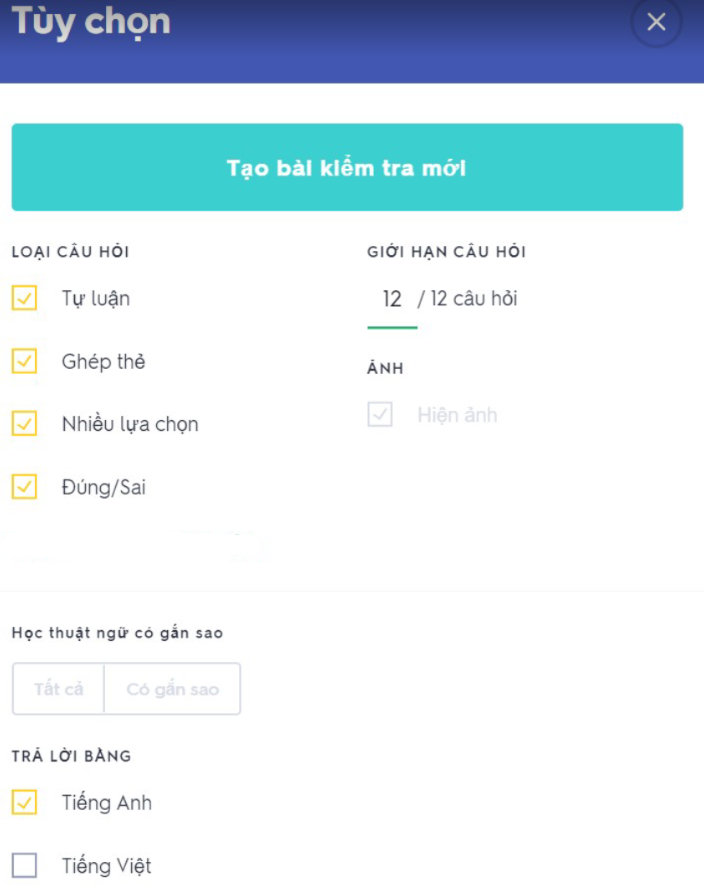 Tùy chọn
Tạo bài kiểm tra mới
LOẠI CÂU HỎI
Tự luận
Ghép thẻ
Nhiều lựa chọn
Đúng/Sai
GIỚI HẠN CÂU HỎI
12 / 12 câu hỏi
ẢNH
Hiện ảnh
Học thuật ngữ có gắn sao
Tất cả Có gắn sao
TRẢ LỜI BẰNG
Tiếng Anh
Tiếng Việt